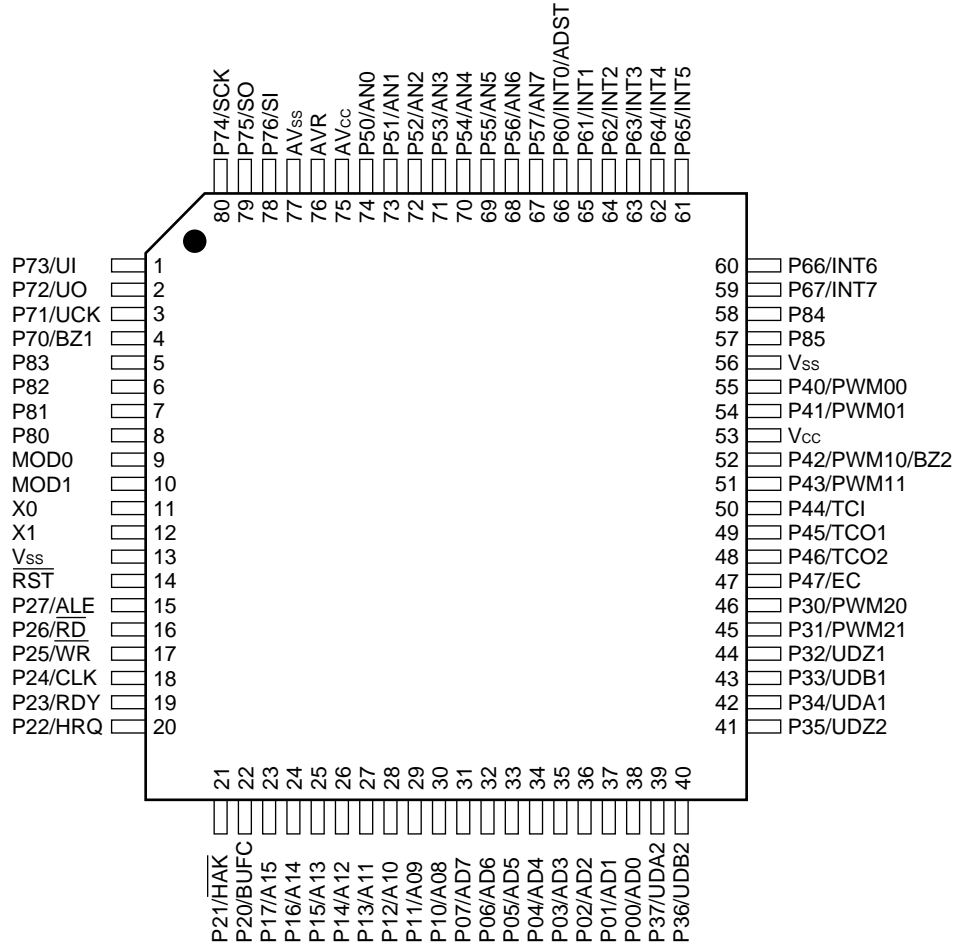 P74/SCK
P75/SO
P76/SI
AVss
AVR
AVcc
P50/AN0
P51/AN1
P52/AN2
P53/AN3
P54/AN4
P55/AN5
P56/AN6
P57/AN7
P60/INT0/ADST
P61/INT1
P62/INT2
P63/INT3
P64/INT4
P65/INT5
80
79
78
77
76
75
74
73
72
71
70
69
68
67
66
65
64
63
62
61
P73/UI 1
P72/UO 2
P71/UCK 3
P70/BZ1 4
P83 5
P82 6
P81 7
P80 8
MOD0 9
MOD1 10
X0 11
X1 12
Vss 13
R̅S̅T̅ 14
P27/ALE 15
P26/R̅D̅ 16
P25/W̅R̅ 17
P24/CLK 18
P23/RDY 19
P22/HRQ 20
60 P66/INT6
59 P67/INT7
58 P84
57 P85
56 Vss
55 P40/PWM00
54 P41/PWM01
53 Vcc
52 P42/PWM10/BZ2
51 P43/PWM11
50 P44/TCI
49 P45/TCO1
48 P46/TCO2
47 P47/EC
46 P30/PWM20
45 P31/PWM21
44 P32/UDZ1
43 P33/UDB1
42 P34/UDA1
41 P35/UDZ2
21
22
23
24
25
26
27
28
29
30
31
32
33
34
35
36
37
38
39
40
P21/H̅A̅K̅
P20/BUFC
P17/A15
P16/A14
P15/A13
P14/A12
P13/A11
P12/A10
P11/A09
P10/A08
P07/AD7
P06/AD6
P05/AD5
P04/AD4
P03/AD3
P02/AD2
P01/AD1
P00/AD0
P37/UDA2
P36/UDB2